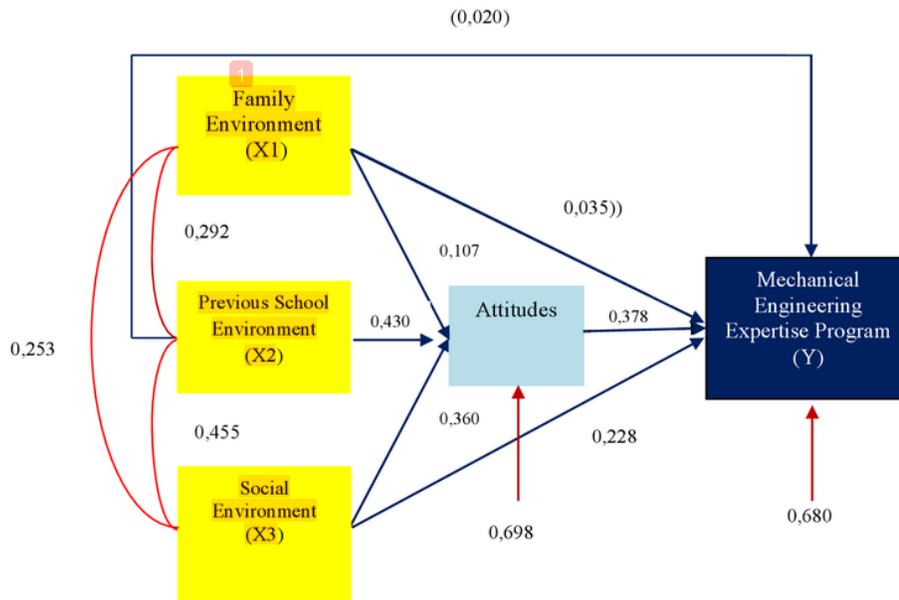 (0,020)
1
Family
Environment
(X1)
0,035))
0,292
0,107
Previous School
Environment
(X2)
0,430
Attitudes
0,378
Mechanical
Engineering
Expertise Program
(Y)
0,253
0,455
0,360
0,228
Social
Environment
(X3)
0,698
0,680